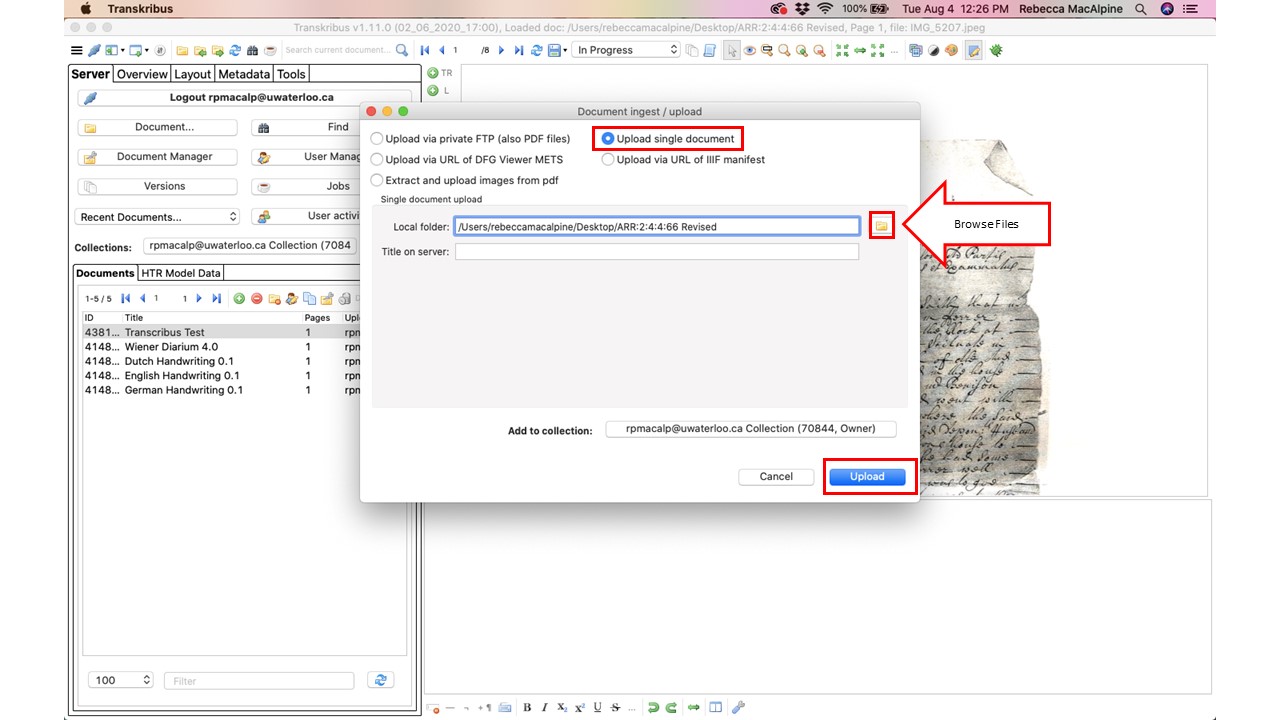 Transkribus
100%
Tue Aug 4 12:26 PM
Rebecca MacAlpine
Transkribus v1.11.0 (02_06_2020_17:00), Loaded doc: /Users/rebeccamacalpine/Desktop/ARR:2:4:4:66 Revised, Page 1, file: IMG_5207.jpeg
Search current document...
1 /8
In Progress
...
Server Overview Layout Metadata Tools
TR
L
Logout rpmacalp@uwaterloo.ca
Document... Find
Document Manager User Manag
Versions Jobs
Recent Documents... User activi
Collections: rpmacalp@uwaterloo.ca Collection (7084
Documents HTR Model Data
1-5 / 5 1 1
ID Title Pages Upl
4381... Transcribus Test 1 rpn
4148... Wiener Diarium 4.0 1 rpn
4148... Dutch Handwriting 0.1 1 rpn
4148... English Handwriting 0.1 1 rpn
4148... German Handwriting 0.1 1 rpn
100
Filter
Document ingest / upload
Upload via private FTP (also PDF files) Upload single document
Upload via URL of DFG Viewer METS Upload via URL of IIIF manifest
Extract and upload images from pdf
Single document upload
Local folder: /Users/rebeccamacalpine/Desktop/ARR:2:4:4:66 Revised
Title on server:
Add to collection: rpmacalp@uwaterloo.ca Collection (70844, Owner)
Cancel Upload
Browse Files
B I X₂ X² U S ...